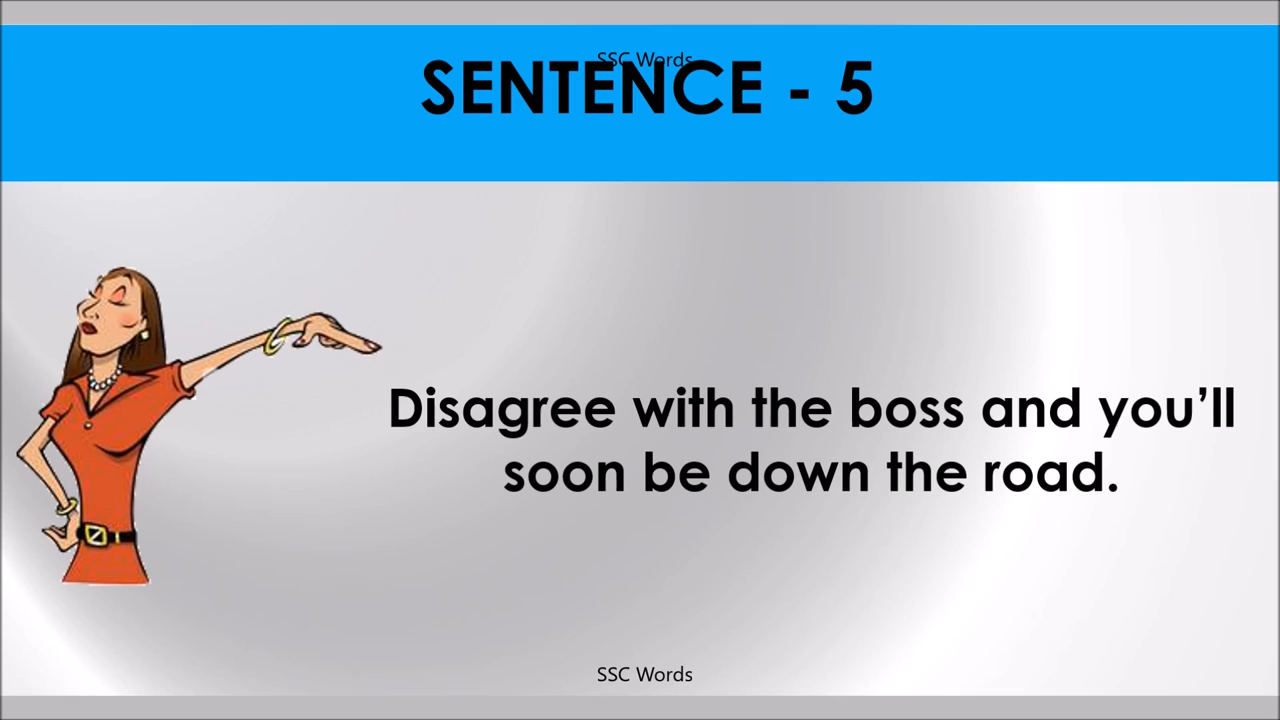 SSC Words
SENTENCE - 5
Disagree with the boss and you’ll
soon be down the road.
SSC Words